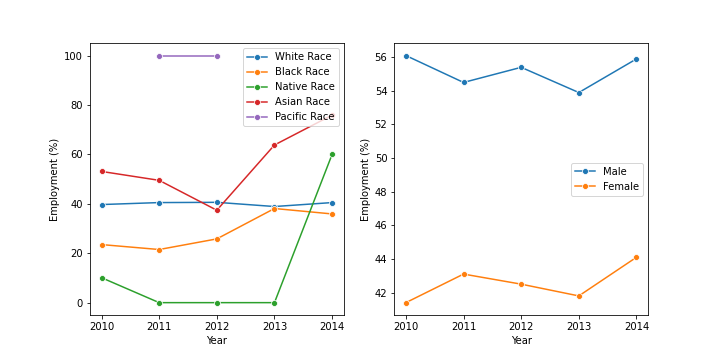 100
80
60
40
20
0
Employment (%)
2010 2011 2012 2013 2014
Year
White Race
Black Race
Native Race
Asian Race
Pacific Race
56
54
52
50
48
46
44
42
Employment (%)
2010 2011 2012 2013 2014
Year
Male
Female